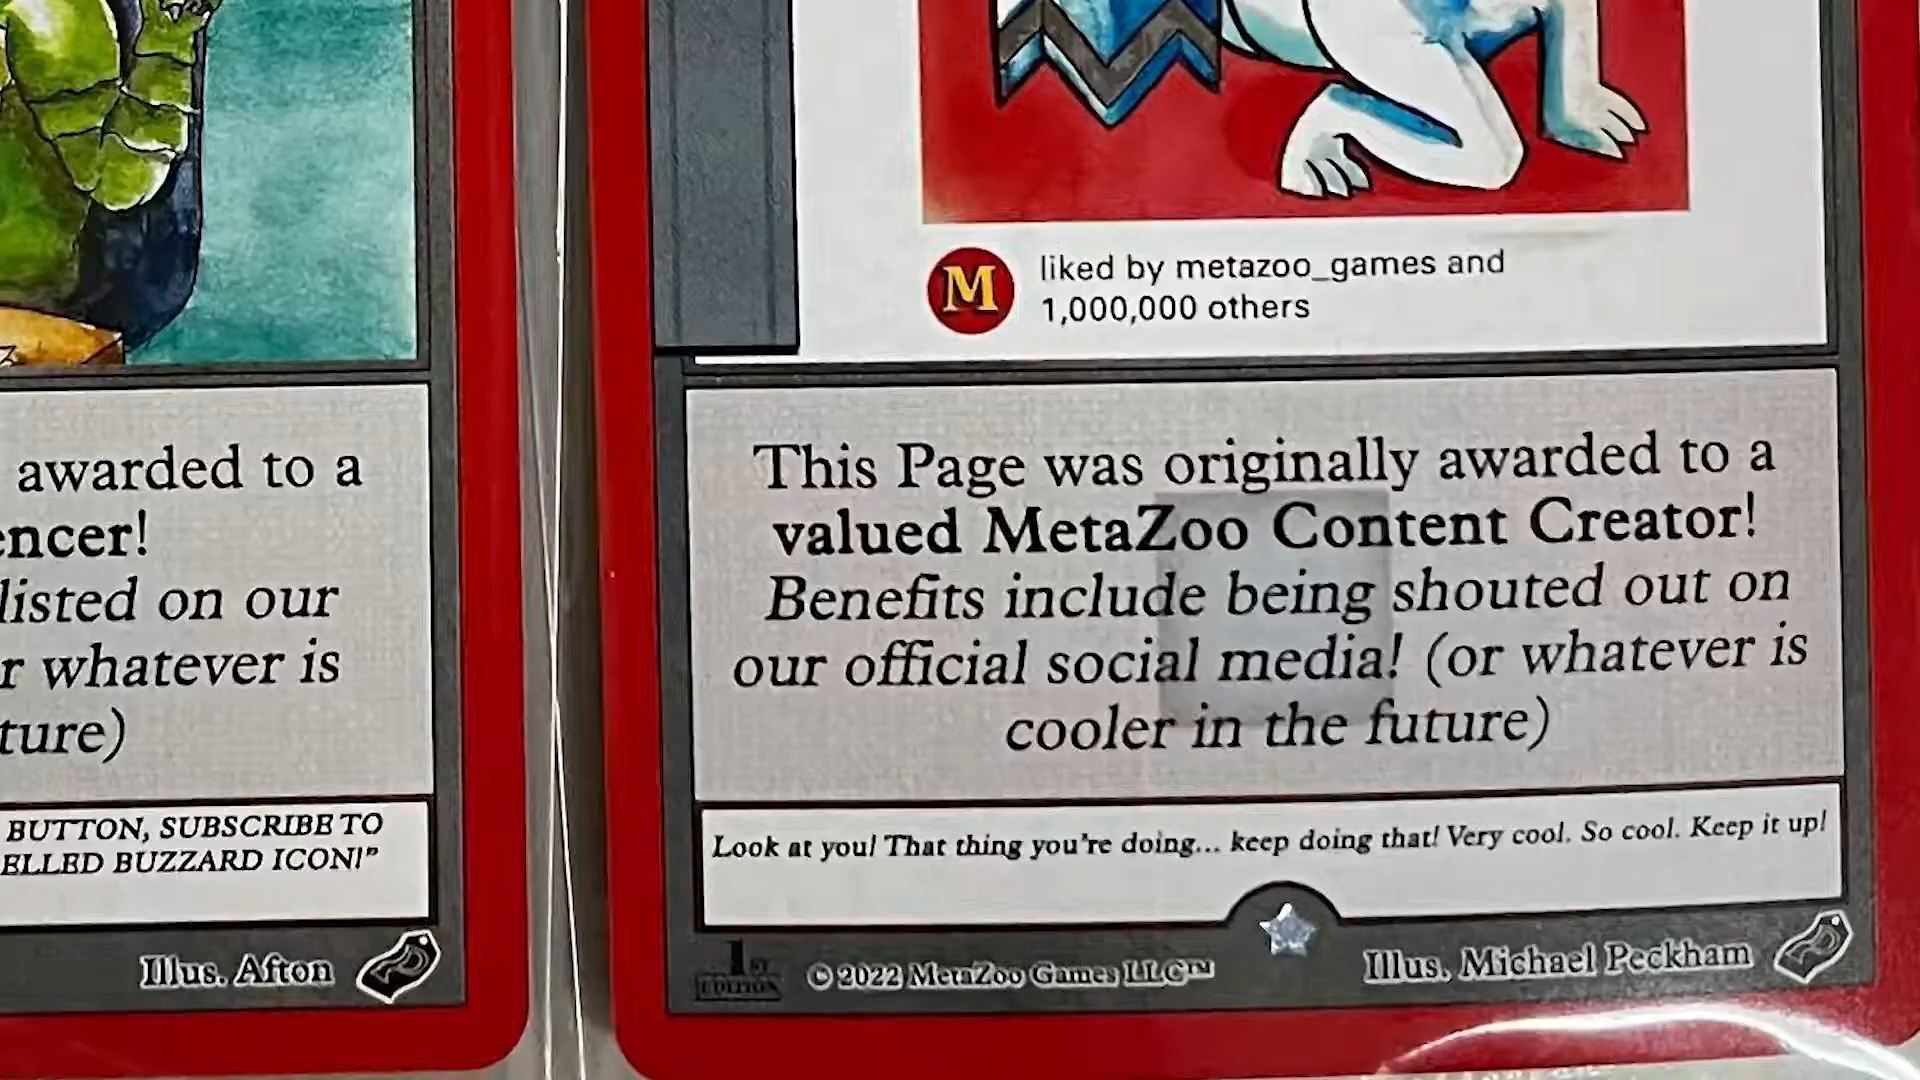 awarded to a
encer!
listed on our
r whatever is
ture)
BUTTON, SUBSCRIBE TO
ELLED BUZZARD ICON!"
Illus. Afton
M
liked by metazoo_games and
1,000,000 others
This Page was originally awarded to a
valued MetaZoo Content Creator!
Benefits include being shouted out on
our official social media! (or whatever is
cooler in the future)
Look at you! That thing you're doing... keep doing that! Very cool. So cool. Keep it up!
1ST
EDITION
© 2022 MetaZoo Games LLC™
Illus. Michael Peckham